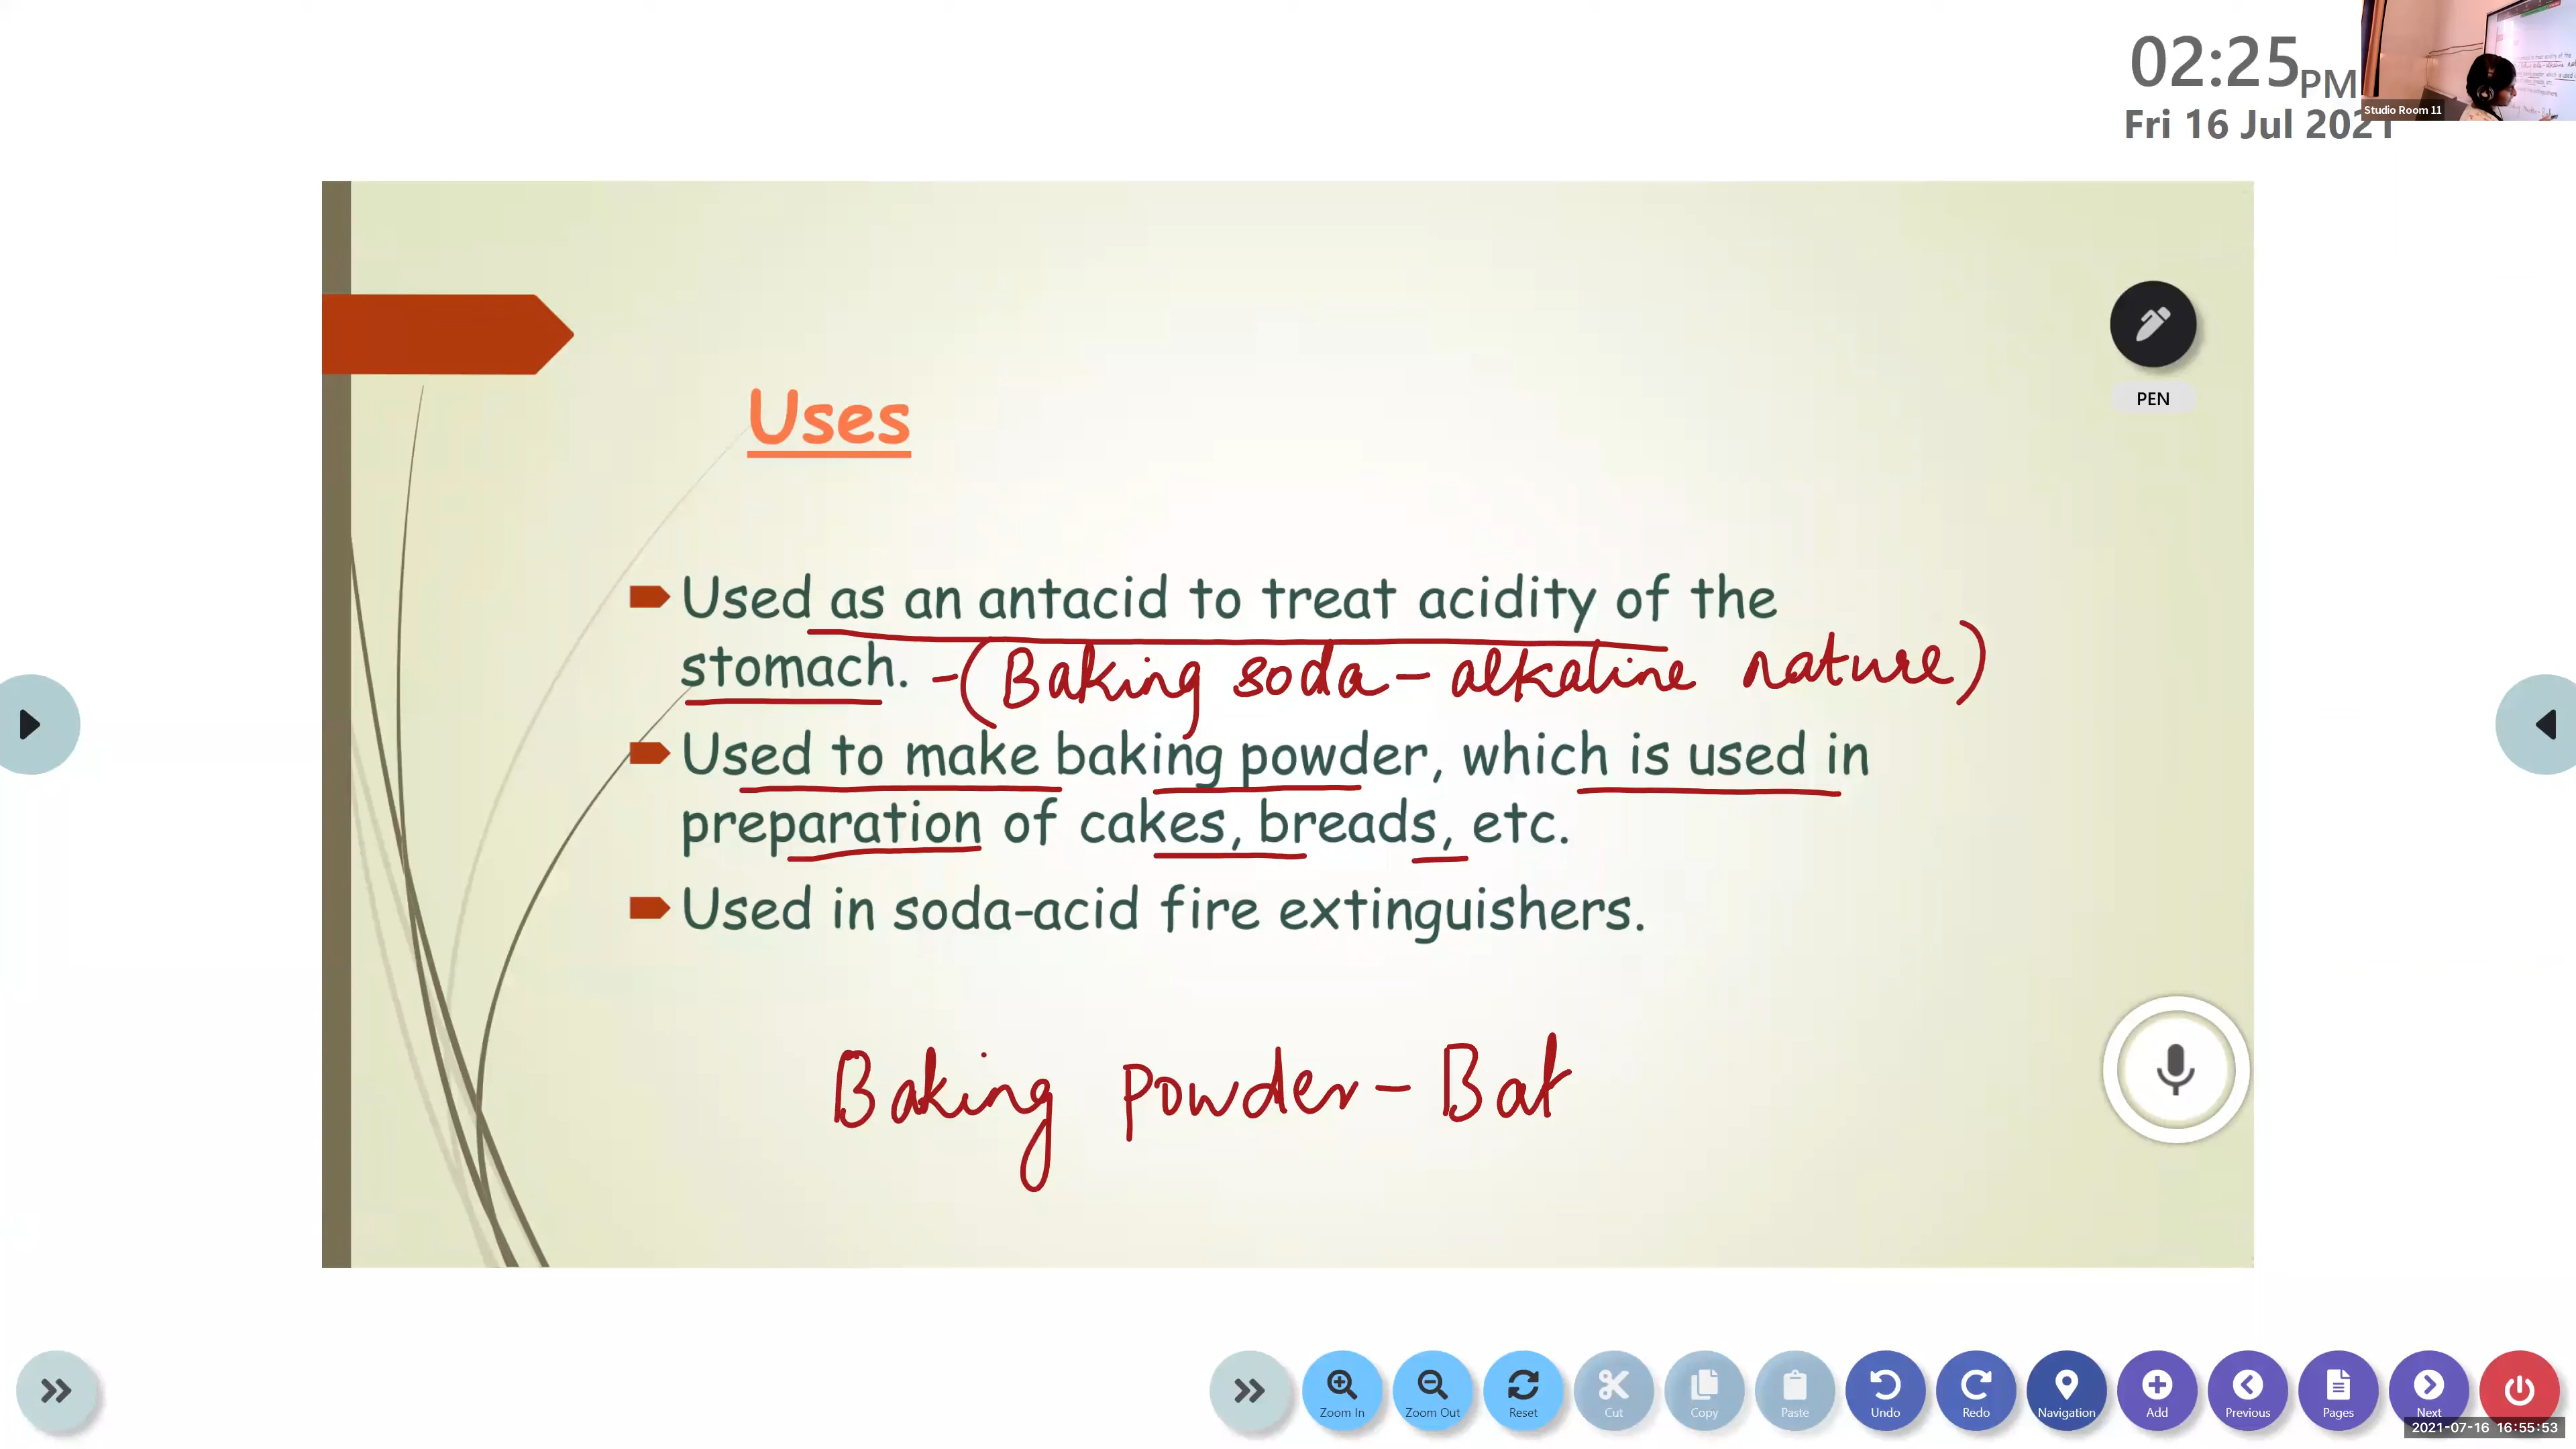 02:25PM
Studio Room 11
Fri 16 Jul 2021
PEN
Uses
Used as an antacid to treat acidity of the
stomach. -(Baking soda - alkaline nature)
Used to make baking powder, which is used in
preparation of cakes, breads, etc.
Used in soda-acid fire extinguishers.
Baking Powder - Bak
Zoom In Zoom Out Reset Cut Copy Paste Undo Redo Navigation Add Previous Pages Next
2021-07-16 16:55:53